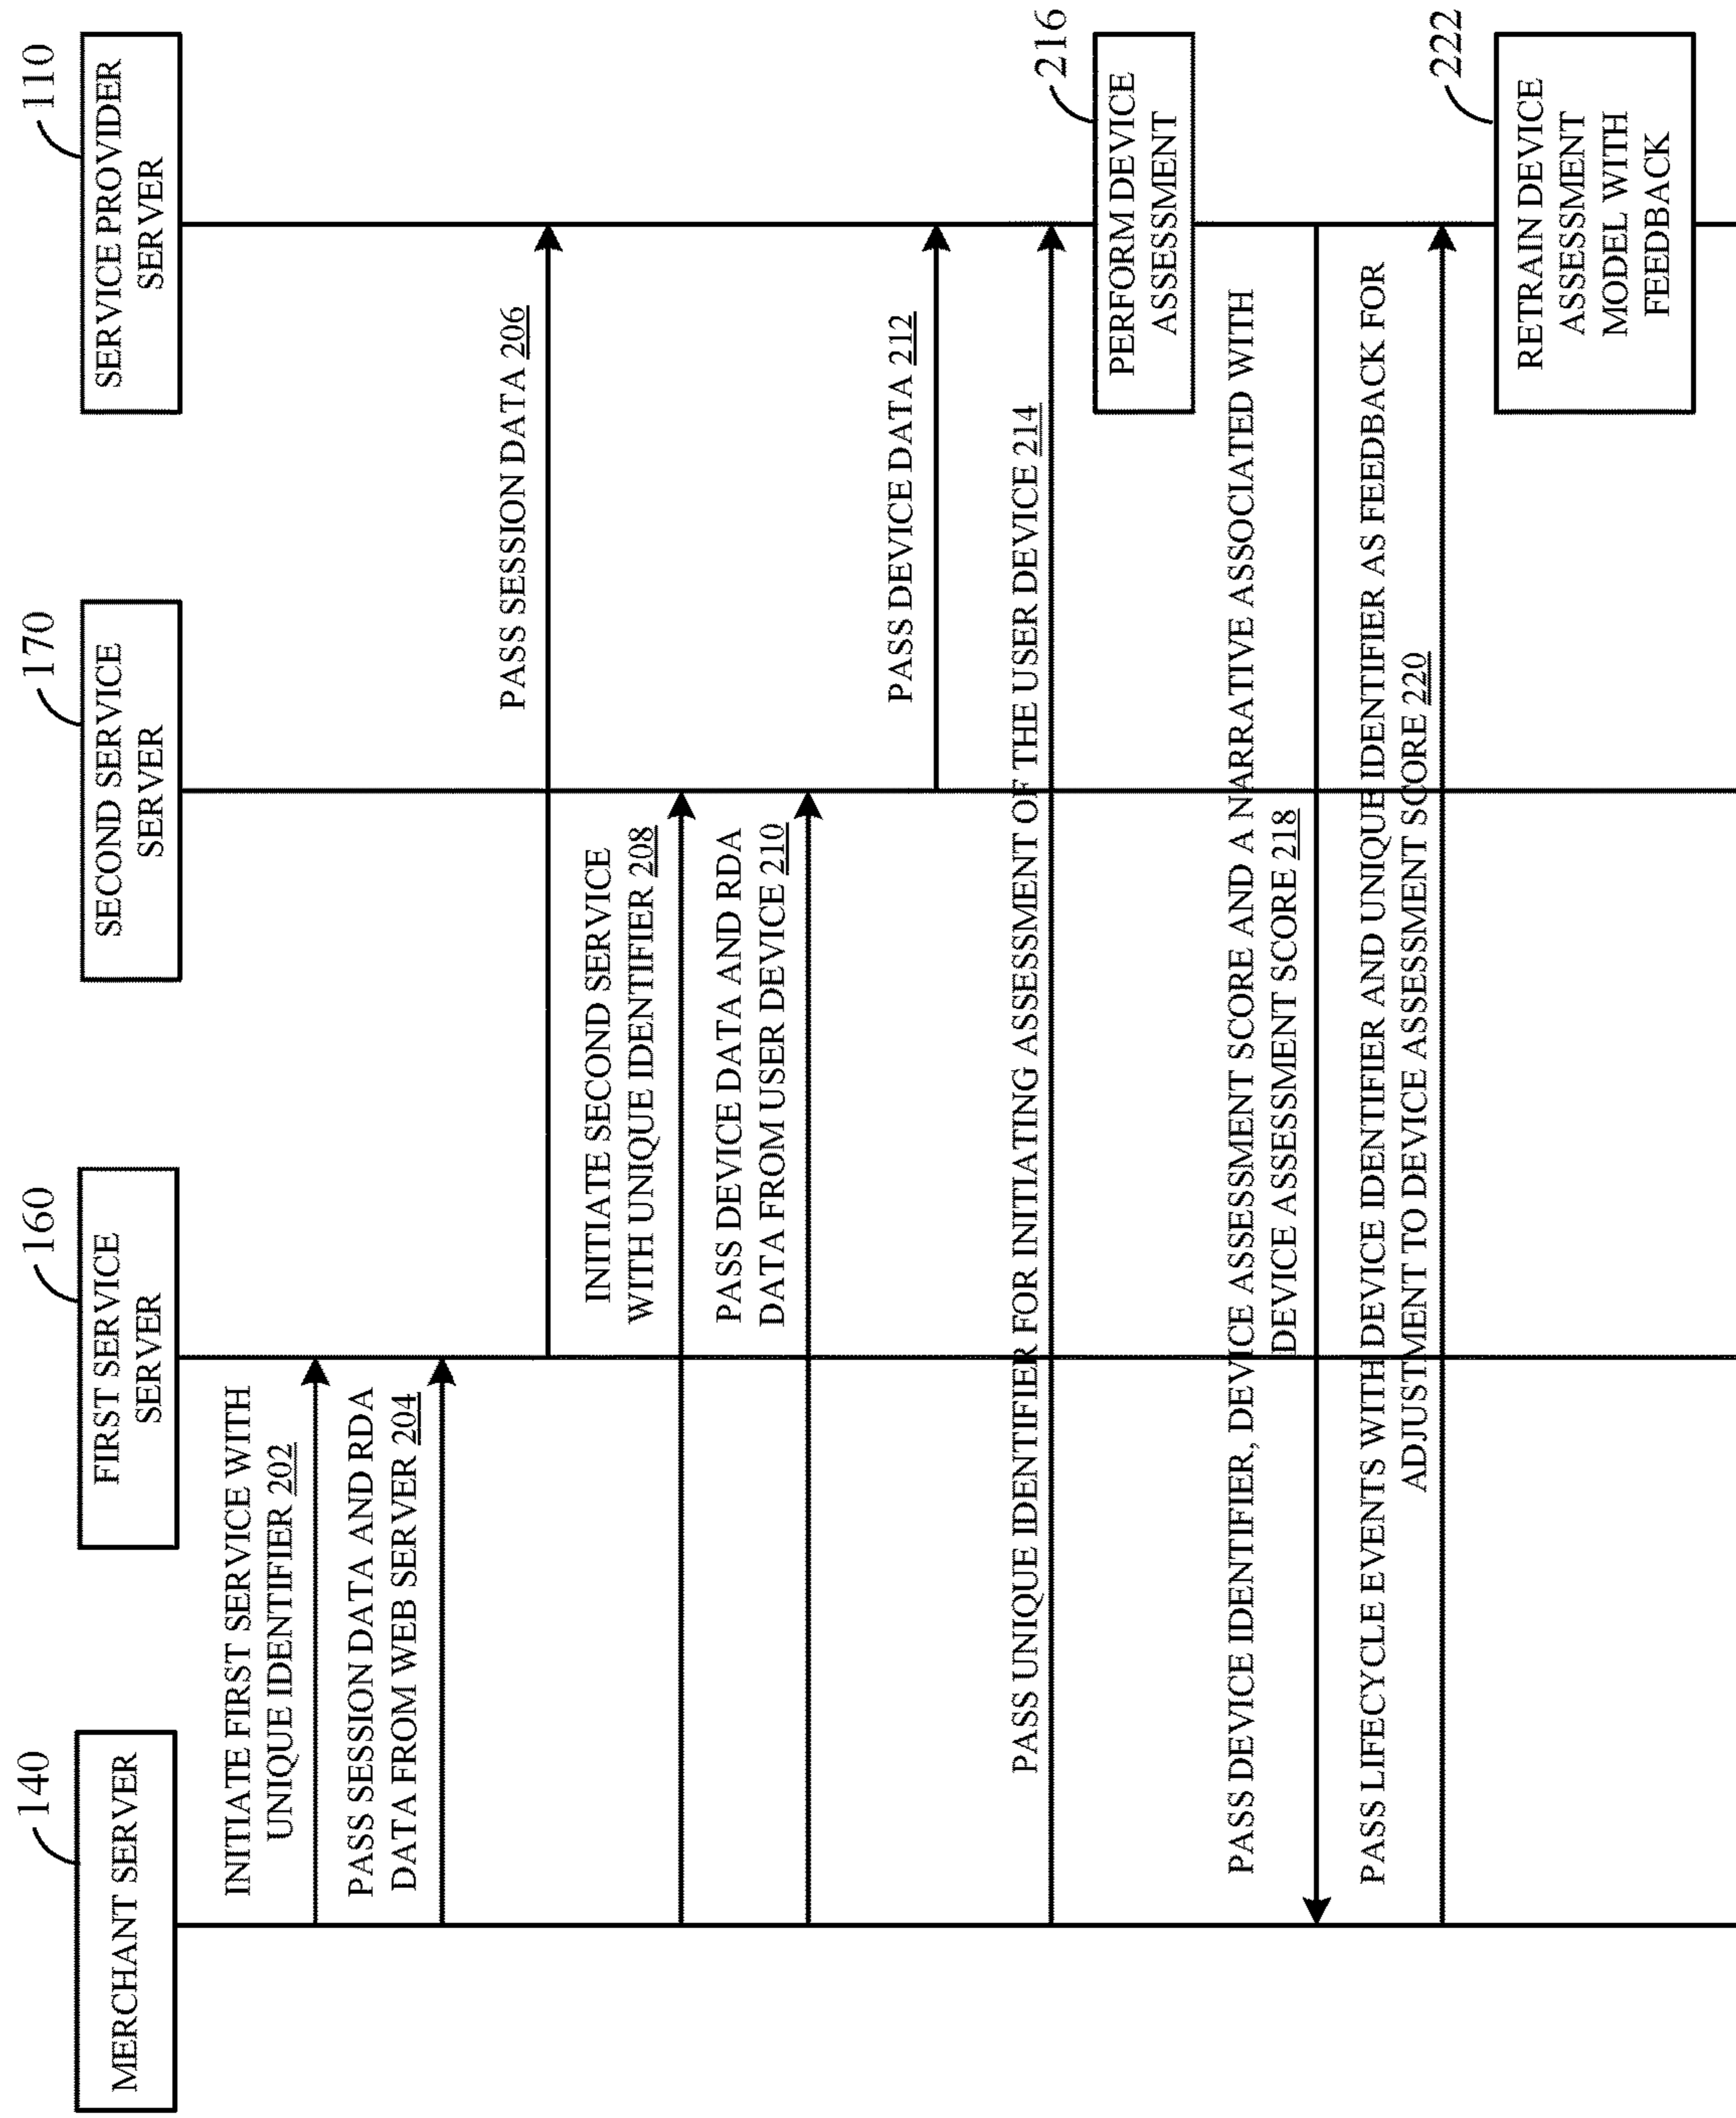 140
MERCHANT SERVER
160
FIRST SERVICE
SERVER
170
SECOND SERVICE
SERVER
110
SERVICE PROVIDER
SERVER
INITIATE FIRST SERVICE WITH
UNIQUE IDENTIFIER 202
PASS SESSION DATA AND RDA
DATA FROM WEB SERVER 204
PASS SESSION DATA 206
INITIATE SECOND SERVICE
WITH UNIQUE IDENTIFIER 208
PASS DEVICE DATA AND RDA
DATA FROM USER DEVICE 210
PASS DEVICE DATA 212
PASS UNIQUE IDENTIFIER FOR INITIATING ASSESSMENT OF THE USER DEVICE 214
216
PERFORM DEVICE
ASSESSMENT
PASS DEVICE IDENTIFIER, DEVICE ASSESSMENT SCORE AND A NARRATIVE ASSOCIATED WITH
DEVICE ASSESSMENT SCORE 218
PASS LIFECYCLE EVENTS WITH DEVICE IDENTIFIER AND UNIQUE IDENTIFIER AS FEEDBACK FOR
ADJUSTMENT TO DEVICE ASSESSMENT SCORE 220
222
RETRAIN DEVICE
ASSESSMENT
MODEL WITH
FEEDBACK